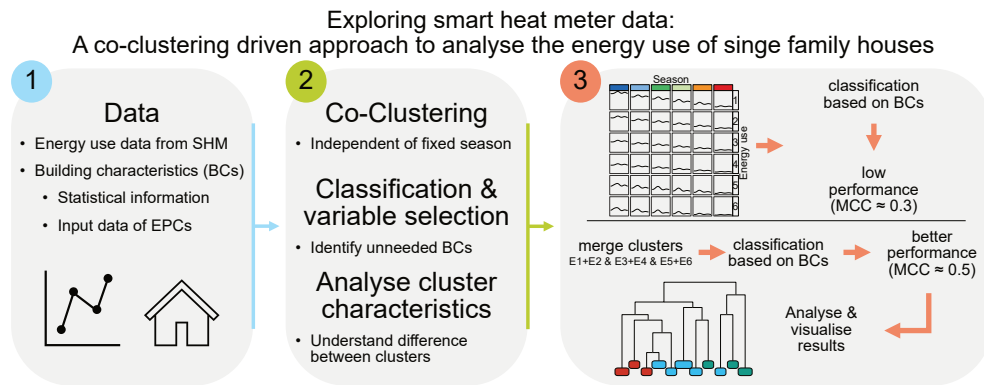 Exploring smart heat meter data:
A co-clustering driven approach to analyse the energy use of singe family houses
1
Data
• Energy use data from SHM
• Building characteristics (BCs)
• Statistical information
• Input data of EPCs
2
Co-Clustering
• Independent of fixed season
Classification &
variable selection
• Identify unneeded BCs
Analyse cluster
characteristics
• Understand difference
between clusters
3
Season
1
2
3
4
5
6
Energy use
classification
based on BCs
low
performance
(MCC ≈ 0.3)
merge clusters
E1+E2 & E3+E4 & E5+E6
classification
based on BCs
better
performance
(MCC ≈ 0.5)
Analyse &
visualise
results